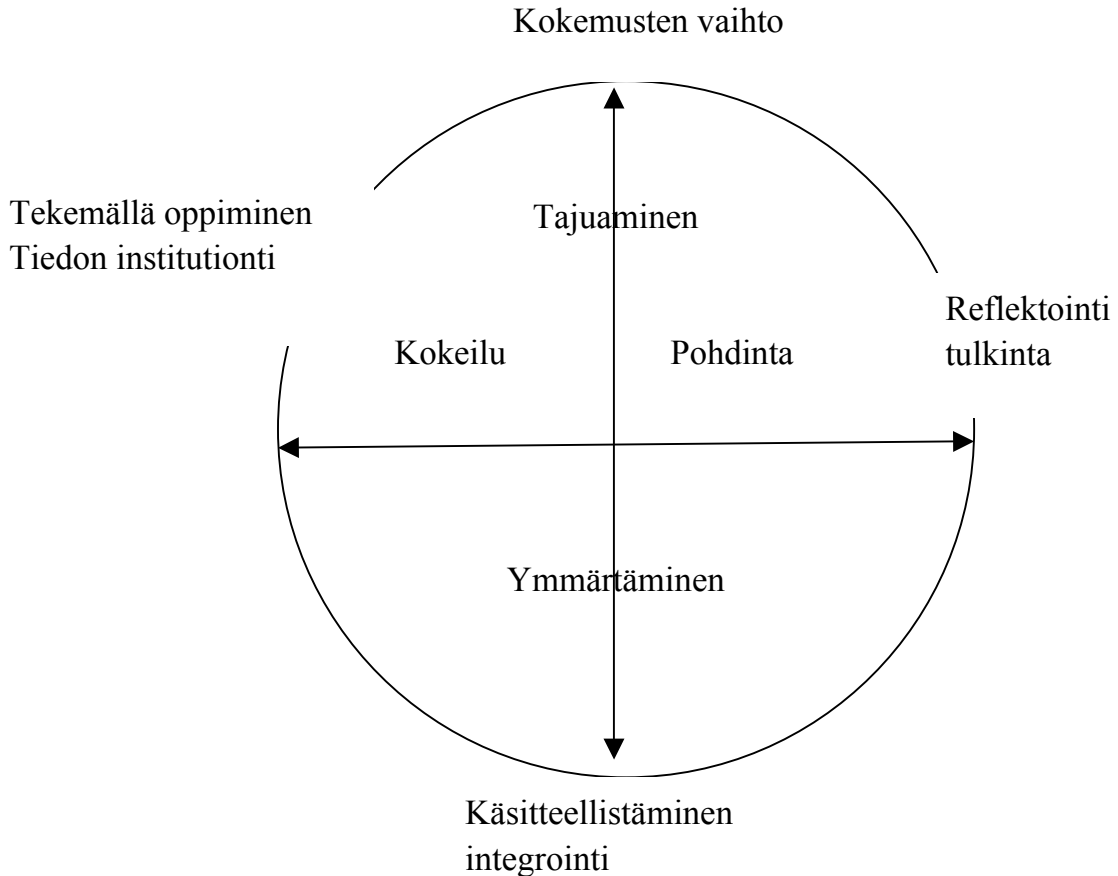 Kokemusten vaihto
Tekemällä oppiminen
Tiedon institutionti
Tajuaminen
Reflektointi
tulkinta
Kokeilu
Pohdinta
Ymmärtäminen
Käsitteellistäminen
integrointi